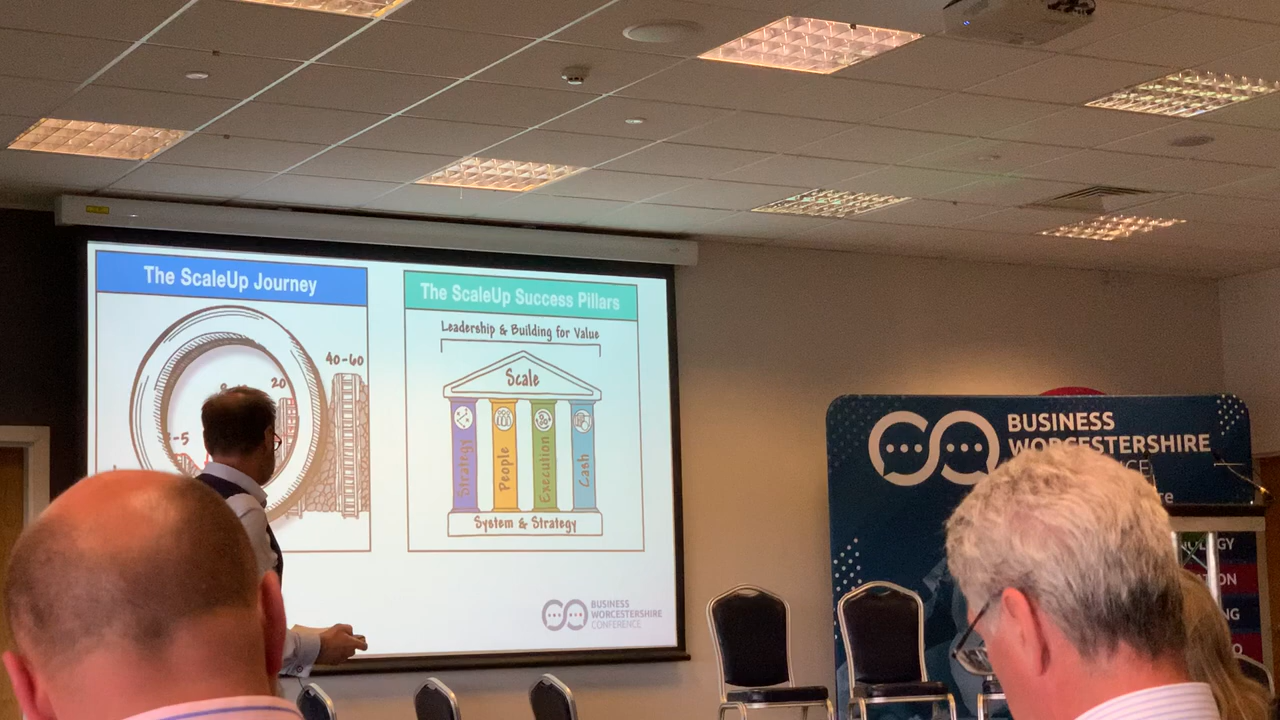 The ScaleUp Journey
40-60
20
-5
The ScaleUp Success Pillars
Leadership & Building for Value
Scale
Strategy
People
Execution
Cash
System & Strategy
BUSINESS
WORCESTERSHIRE
CONFERENCE
BUSINESS
WORCESTERSHIRE